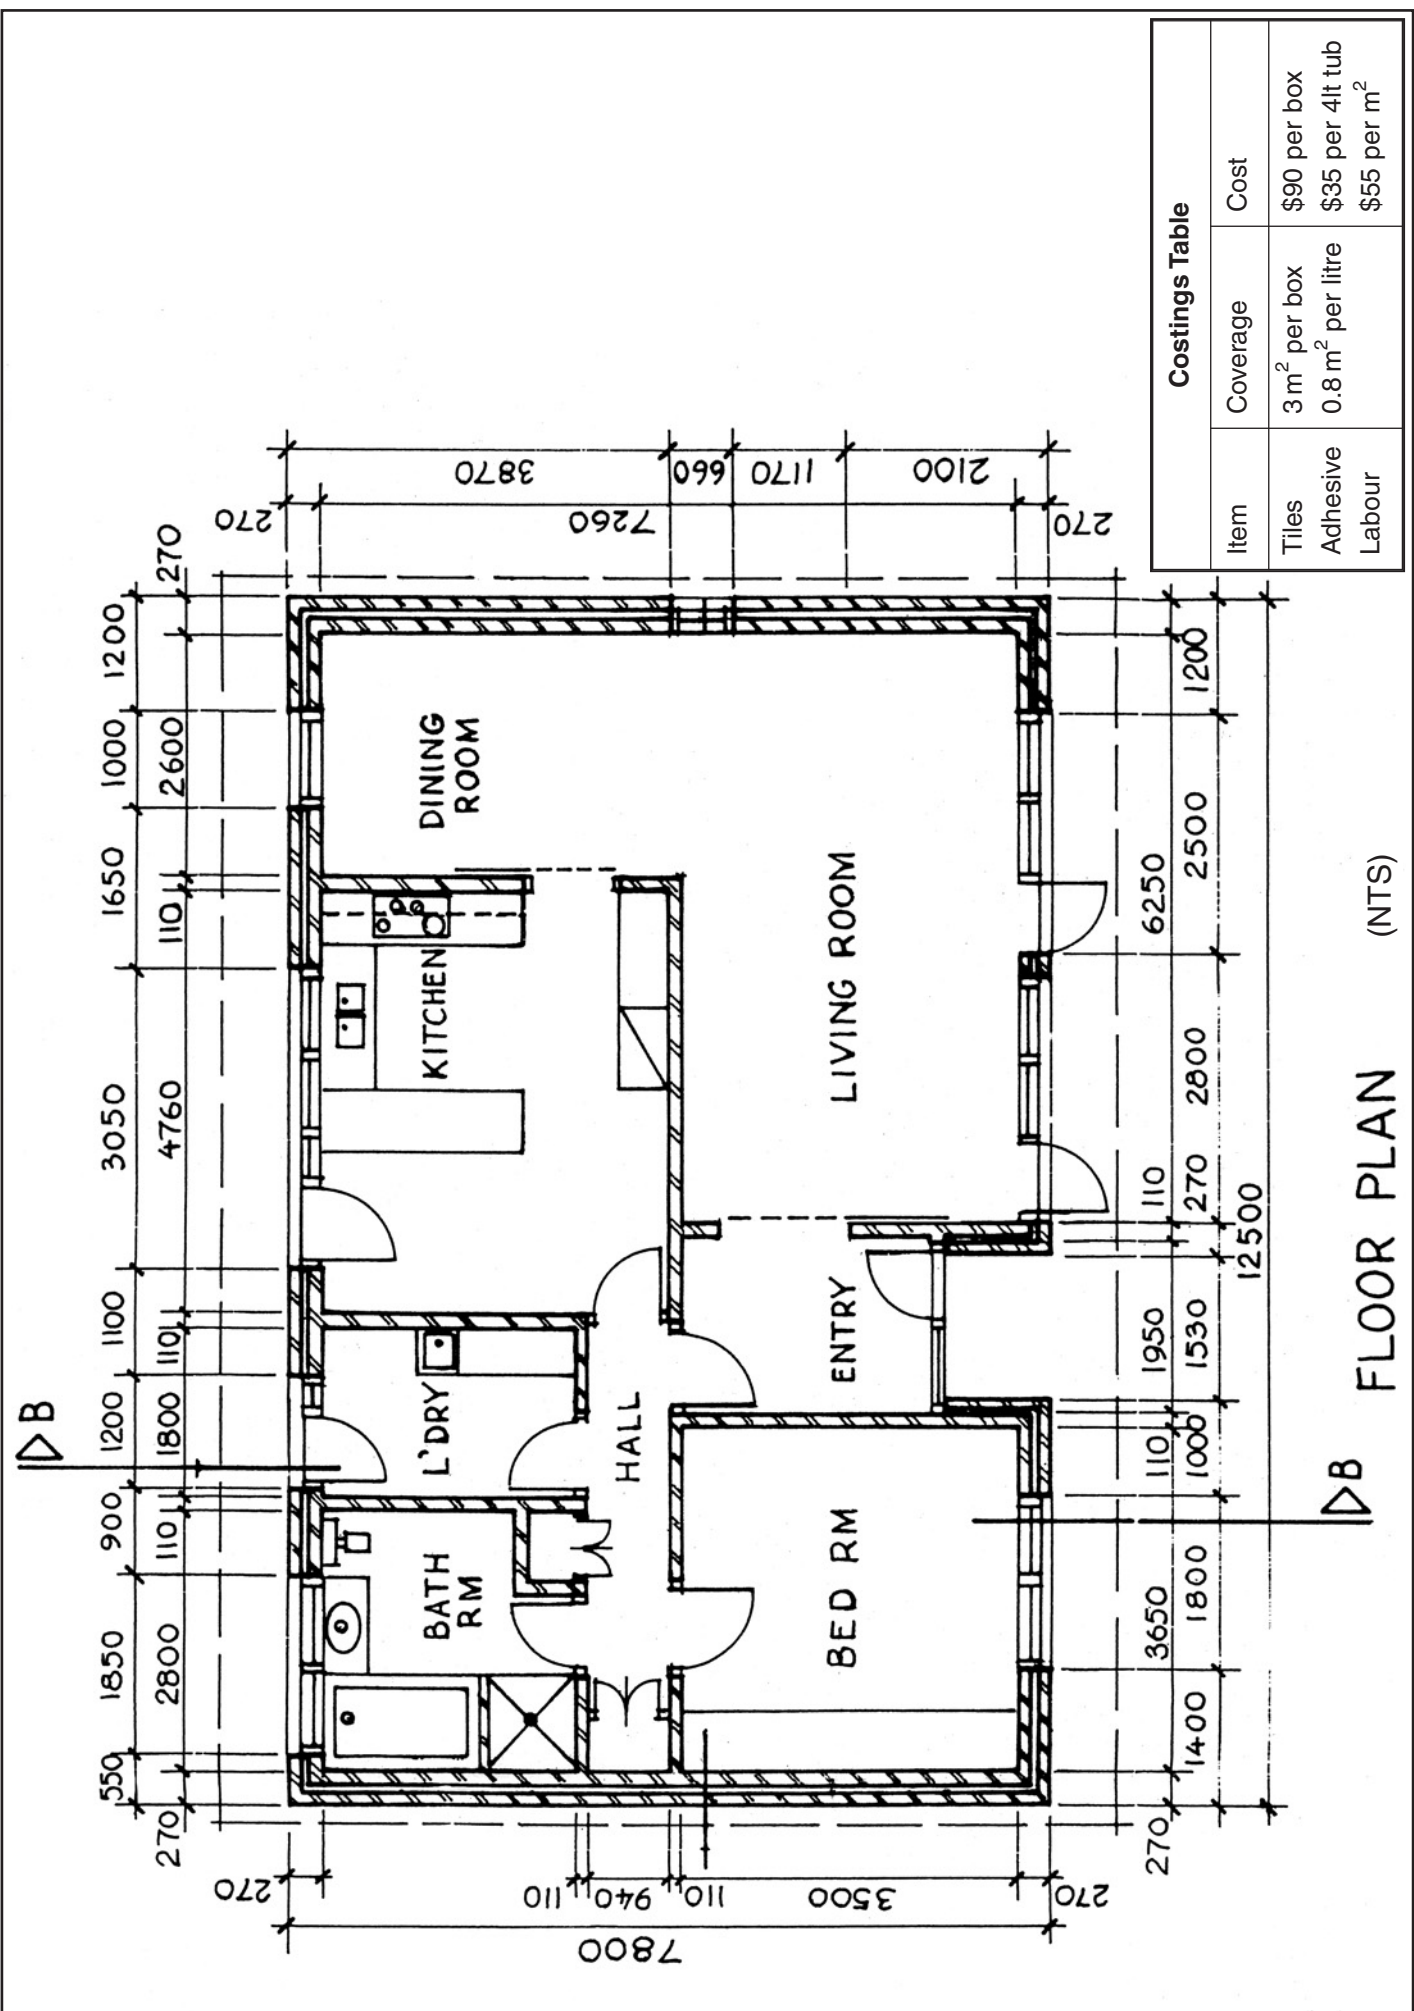 B
550 1850 900 1200 1100 3050 1650 1000 1200
270 2800 110 1800 110 4760 110 2600 270
270
270
3870
BATH
RM
L'DRY
KITCHEN
DINING
ROOM
7800
110
940
110
HALL
7260
660
1170
3500
BED RM
ENTRY
LIVING ROOM
2100
270
270
270 3650 110 1950 110 6250
1400 1800 1000 1530 270 2800 2500 1200
12500
B
FLOOR PLAN (NTS)
Costings Table
Item Coverage Cost
Tiles 3 m² per box $90 per box
Adhesive 0.8 m² per litre $35 per 4lt tub
Labour $55 per m²